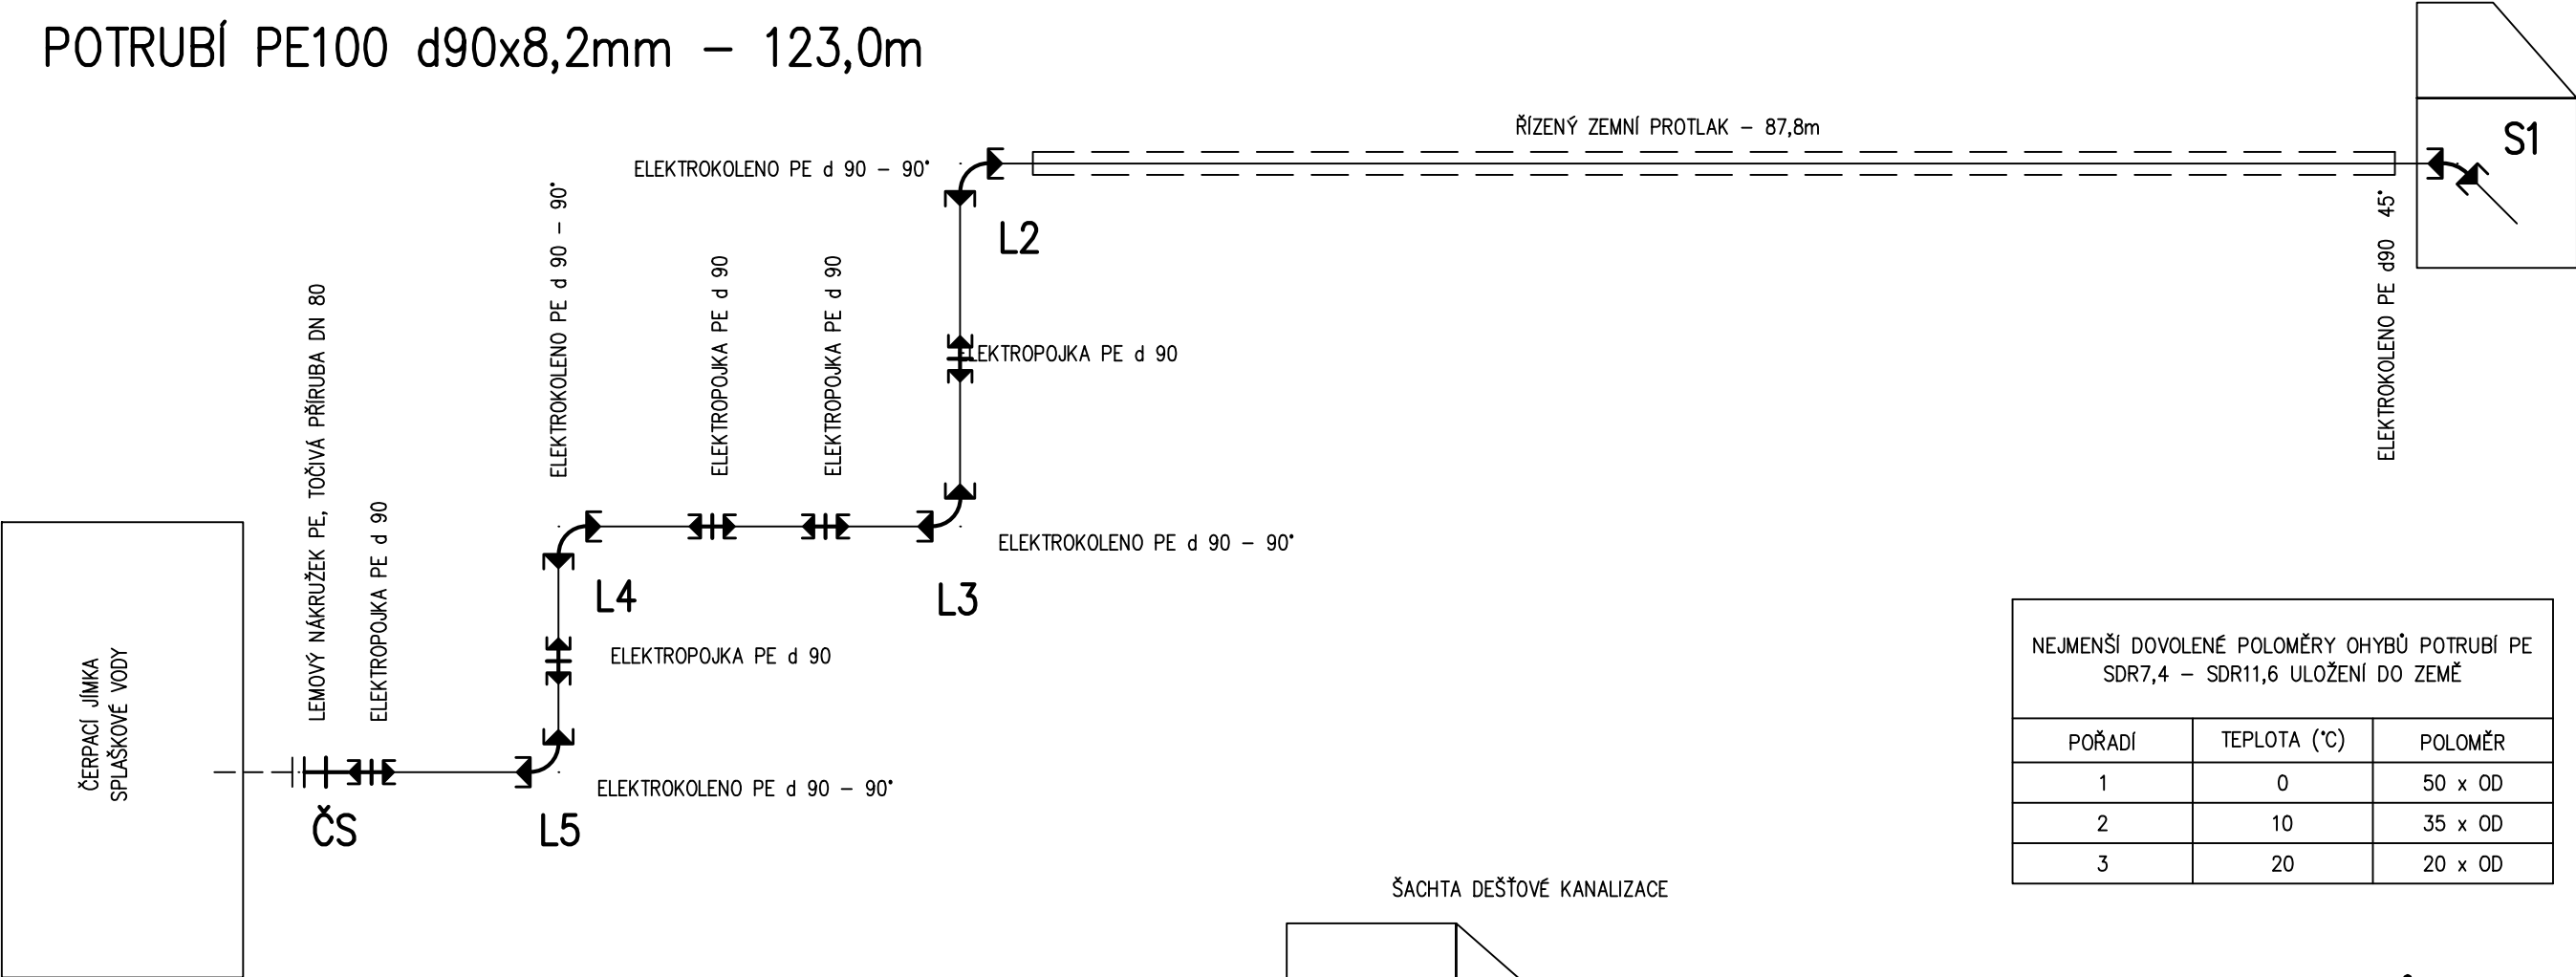 POTRUBÍ PE100 d90x8,2mm – 123,0m
ŘÍZENÝ ZEMNÍ PROTLAK – 87,8m
S1
ELEKTROKOLENO PE d 90 – 90°
ELEKTROKOLENO PE d 90 – 90°
L2
ELEKTROKOLENO PE d90 45°
ELEKTROPOJKA PE d 90
ELEKTROPOJKA PE d 90
LEMOVÝ NÁKRUŽEK PE, TOČIVÁ PŘÍRUBA DN 80
ELEKTROPOJKA PE d 90
ELEKTROPOJKA PE d 90
ELEKTROKOLENO PE d 90 – 90°
L4
L3
ELEKTROPOJKA PE d 90
ČERPACÍ JÍMKA
SPLAŠKOVÉ VODY
ELEKTROKOLENO PE d 90 – 90°
ČS
L5
NEJMENŠÍ DOVOLENÉ POLOMĚRY OHYBŮ POTRUBÍ PE
SDR7,4 – SDR11,6 ULOŽENÍ DO ZEMĚ
POŘADÍ TEPLOTA (°C) POLOMĚR
1 0 50 x OD
2 10 35 x OD
3 20 20 x OD
ŠACHTA DEŠŤOVÉ KANALIZACE